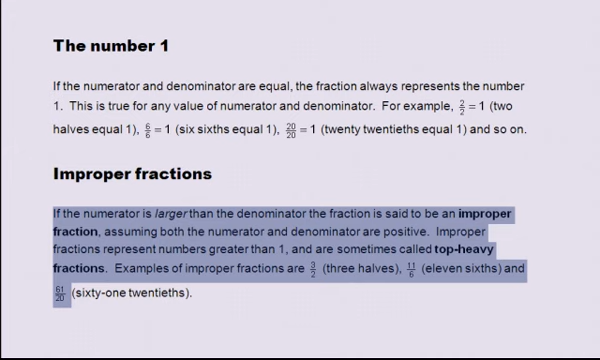 The number 1
If the numerator and denominator are equal, the fraction always represents the number
1. This is true for any value of numerator and denominator. For example, 2/2 = 1 (two
halves equal 1), 6/6 = 1 (six sixths equal 1), 20/20 = 1 (twenty twentieths equal 1) and so on.
Improper fractions
If the numerator is larger than the denominator the fraction is said to be an improper
fraction, assuming both the numerator and denominator are positive. Improper
fractions represent numbers greater than 1, and are sometimes called top-heavy
fractions. Examples of improper fractions are 3/2 (three halves), 11/6 (eleven sixths) and
61/20 (sixty-one twentieths).